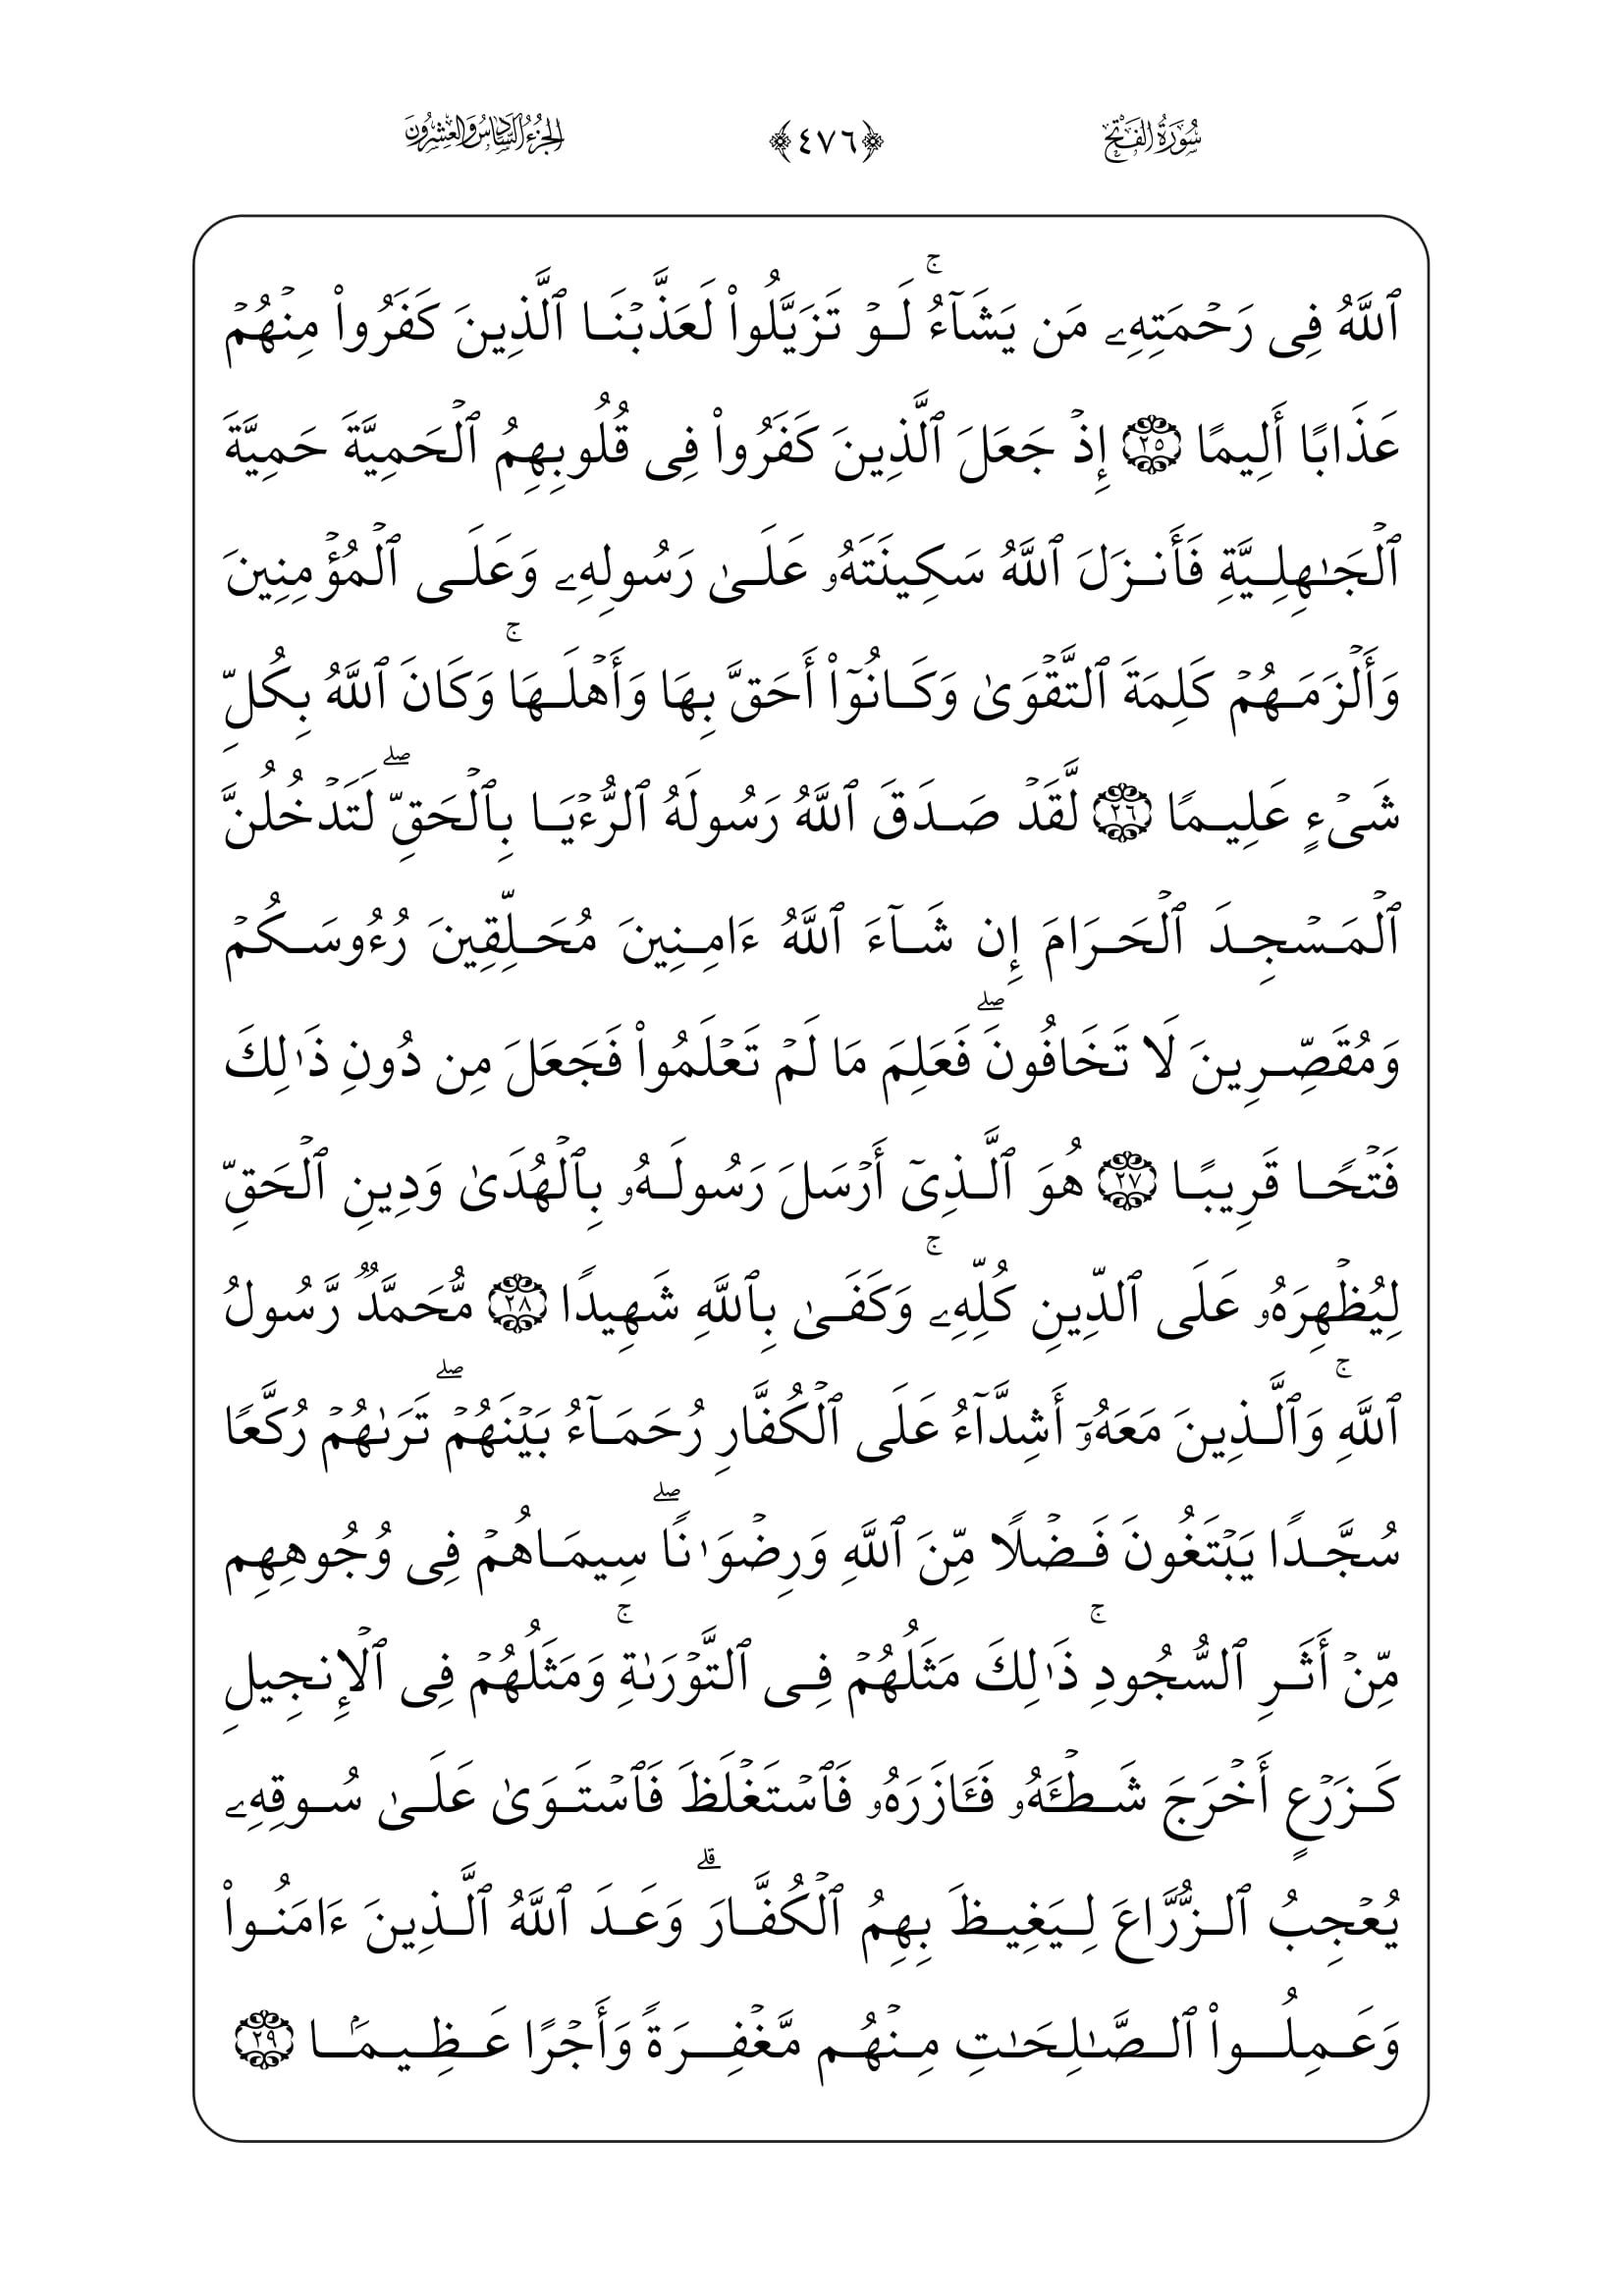 سُورَةُ الفَتْحِ ﴿٤٧٦﴾ الجُزْءُ السَّادِسُ وَالعِشْرُونَ
ٱللَّهُ فِى رَحْمَتِهِۦ مَن يَشَآءُ ۚ لَوْ تَزَيَّلُوا۟ لَعَذَّبْنَا ٱلَّذِينَ كَفَرُوا۟ مِنْهُمْ
عَذَابًا أَلِيمًا ٢٥ إِذْ جَعَلَ ٱلَّذِينَ كَفَرُوا۟ فِى قُلُوبِهِمُ ٱلْحَمِيَّةَ حَمِيَّةَ
ٱلْجَـٰهِلِيَّةِ فَأَنزَلَ ٱللَّهُ سَكِينَتَهُۥ عَلَىٰ رَسُولِهِۦ وَعَلَى ٱلْمُؤْمِنِينَ
وَأَلْزَمَهُمْ كَلِمَةَ ٱلتَّقْوَىٰ وَكَانُوٓا۟ أَحَقَّ بِهَا وَأَهْلَهَا ۚ وَكَانَ ٱللَّهُ بِكُلِّ
شَىْءٍ عَلِيمًا ٢٦ لَّقَدْ صَدَقَ ٱللَّهُ رَسُولَهُ ٱلرُّءْيَا بِٱلْحَقِّ ۖ لَتَدْخُلُنَّ
ٱلْمَسْجِدَ ٱلْحَرَامَ إِن شَآءَ ٱللَّهُ ءَامِنِينَ مُحَلِّقِينَ رُءُوسَكُمْ
وَمُقَصِّرِينَ لَا تَخَافُونَ ۖ فَعَلِمَ مَا لَمْ تَعْلَمُوا۟ فَجَعَلَ مِن دُونِ ذَٰلِكَ
فَتْحًا قَرِيبًا ٢٧ هُوَ ٱلَّذِىٓ أَرْسَلَ رَسُولَهُۥ بِٱلْهُدَىٰ وَدِينِ ٱلْحَقِّ
لِيُظْهِرَهُۥ عَلَى ٱلدِّينِ كُلِّهِۦ ۚ وَكَفَىٰ بِٱللَّهِ شَهِيدًا ٢٨ مُّحَمَّدٌ رَّسُولُ
ٱللَّهِ ۚ وَٱلَّذِينَ مَعَهُۥٓ أَشِدَّآءُ عَلَى ٱلْكُفَّارِ رُحَمَآءُ بَيْنَهُمْ ۖ تَرَىٰهُمْ رُكَّعًا
سُجَّدًا يَبْتَغُونَ فَضْلًا مِّنَ ٱللَّهِ وَرِضْوَٰنًا ۖ سِيمَاهُمْ فِى وُجُوهِهِم
مِّنْ أَثَرِ ٱلسُّجُودِ ۚ ذَٰلِكَ مَثَلُهُمْ فِى ٱلتَّوْرَىٰةِ ۚ وَمَثَلُهُمْ فِى ٱلْإِنجِيلِ
كَزَرْعٍ أَخْرَجَ شَطْـَٔهُۥ فَـَٔازَرَهُۥ فَٱسْتَغْلَظَ فَٱسْتَوَىٰ عَلَىٰ سُوقِهِۦ
يُعْجِبُ ٱلزُّرَّاعَ لِيَغِيظَ بِهِمُ ٱلْكُفَّارَ ۗ وَعَدَ ٱللَّهُ ٱلَّذِينَ ءَامَنُوا۟
وَعَمِلُوا۟ ٱلصَّـٰلِحَـٰتِ مِنْهُم مَّغْفِرَةً وَأَجْرًا عَظِيمًۢا ٢٩